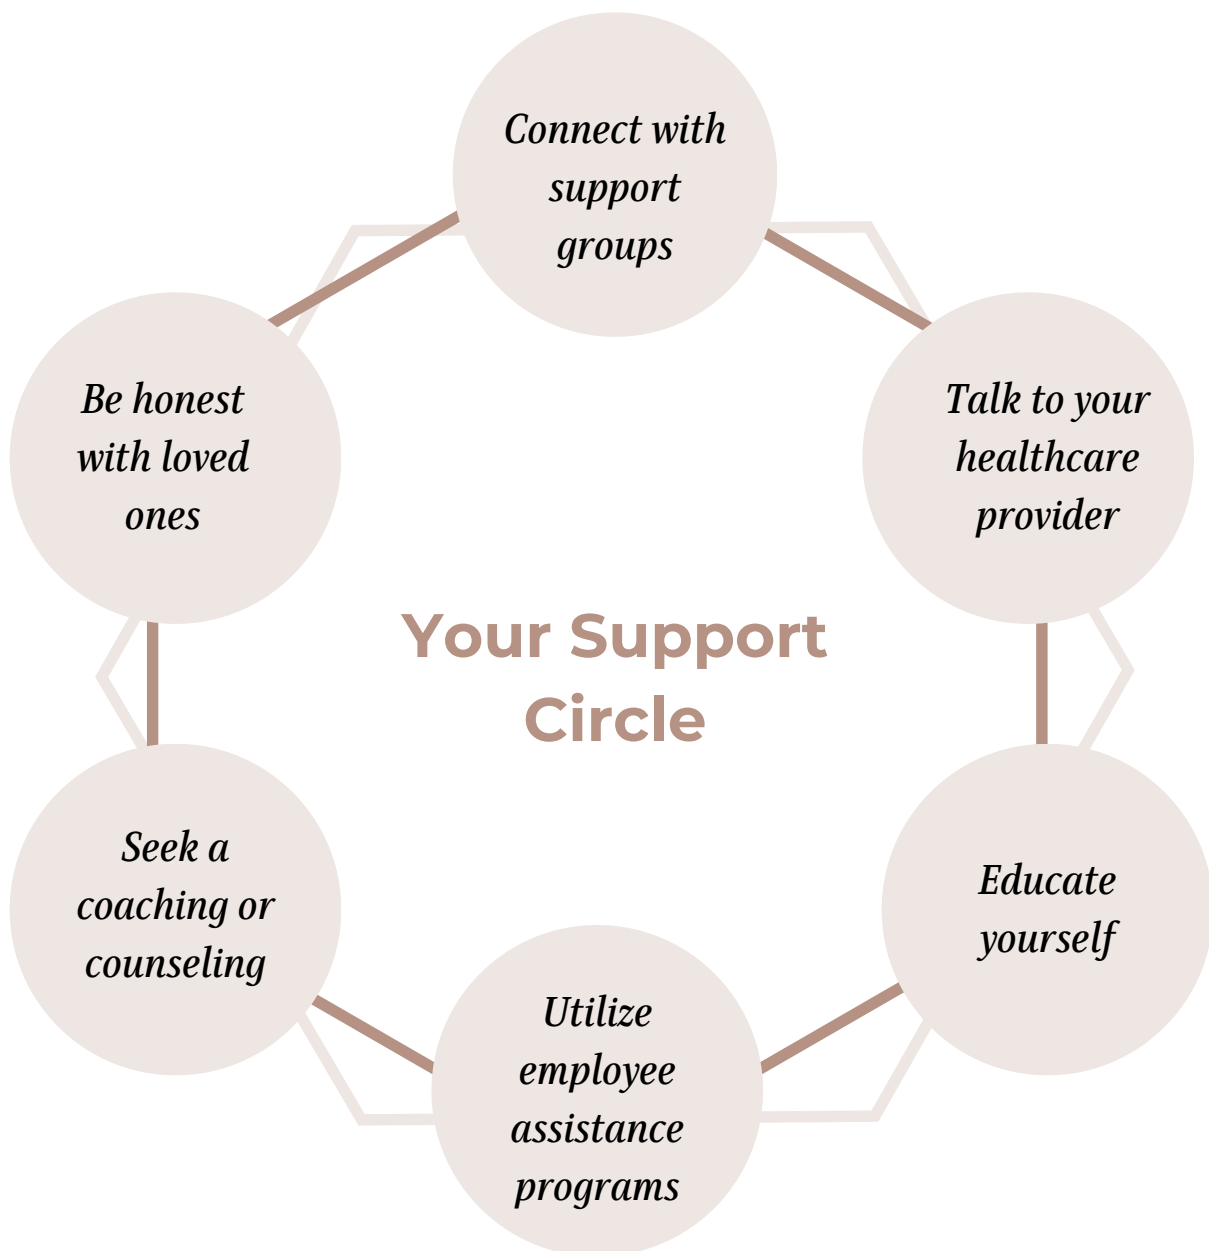 Connect with
support
groups
Talk to your
healthcare
provider
Educate
yourself
Utilize
employee
assistance
programs
Seek a
coaching or
counseling
Be honest
with loved
ones
Your Support
Circle